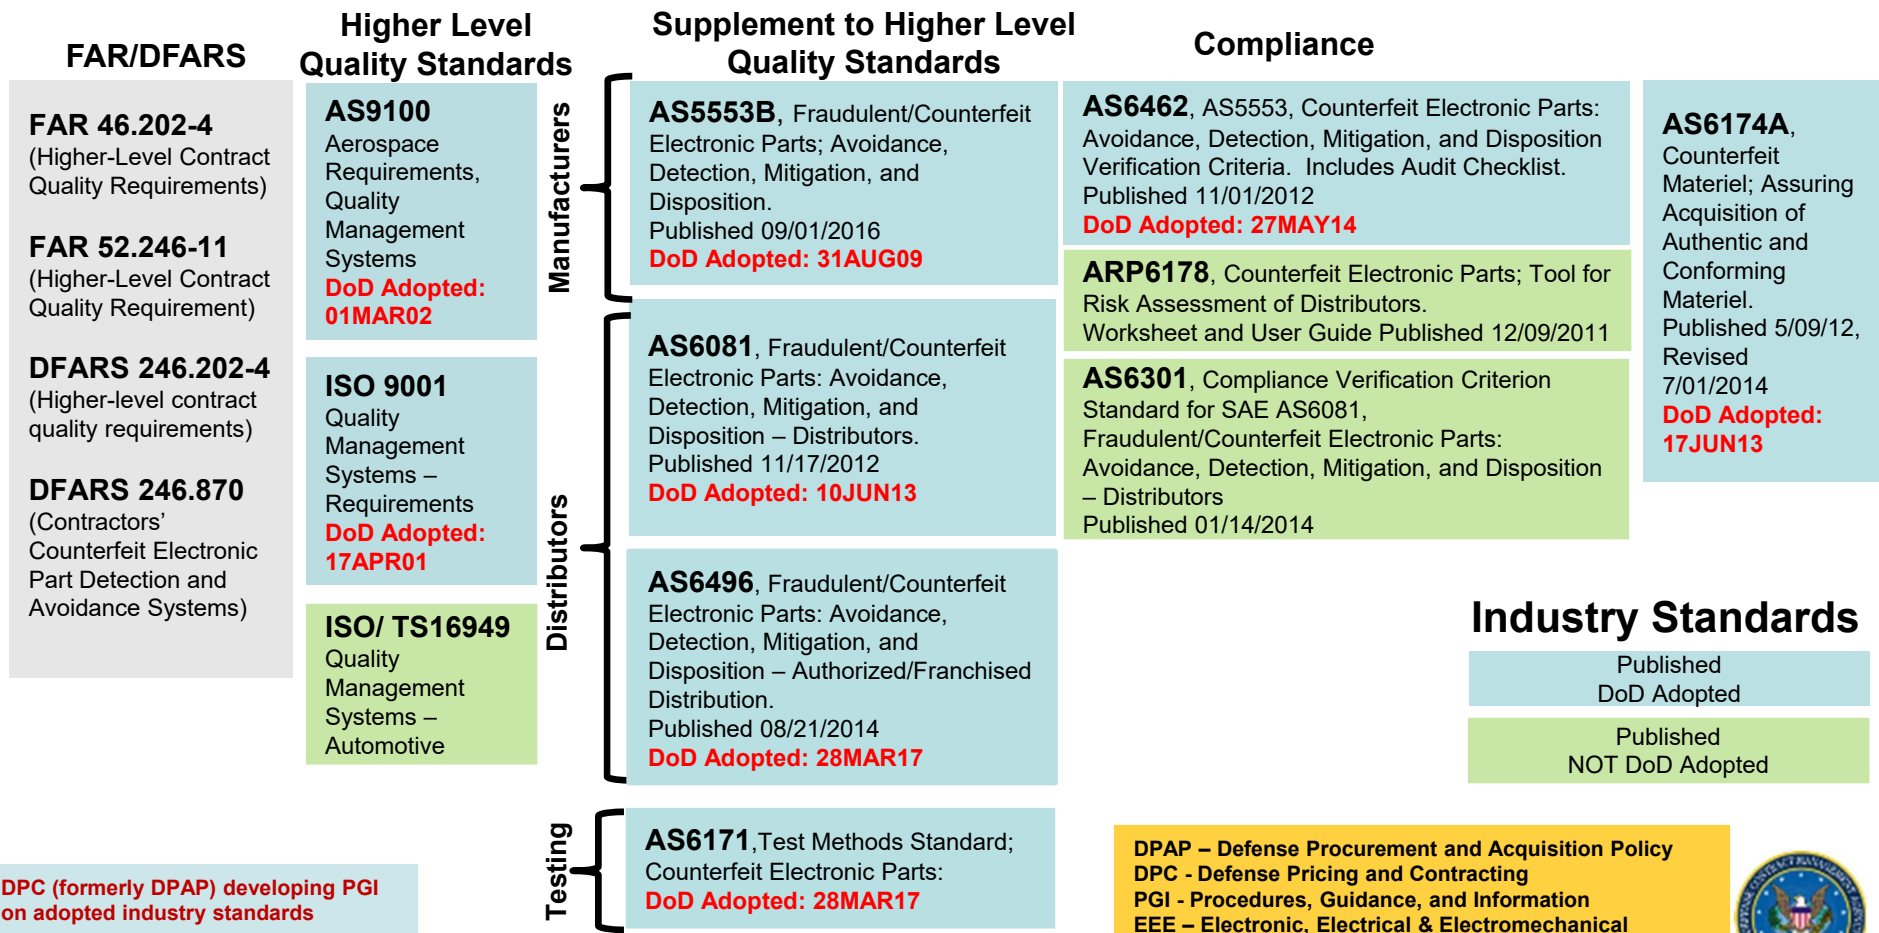 FAR/DFARS
FAR 46.202-4
(Higher-Level Contract
Quality Requirements)
FAR 52.246-11
(Higher-Level Contract
Quality Requirement)
DFARS 246.202-4
(Higher-level contract
quality requirements)
DFARS 246.870
(Contractors'
Counterfeit Electronic
Part Detection and
Avoidance Systems)
Higher Level
Quality Standards
AS9100
Aerospace
Requirements,
Quality
Management
Systems
DoD Adopted:
01MAR02
ISO 9001
Quality
Management
Systems –
Requirements
DoD Adopted:
17APR01
ISO/ TS16949
Quality
Management
Systems –
Automotive
Supplement to Higher Level
Quality Standards
Manufacturers
AS5553B, Fraudulent/Counterfeit
Electronic Parts; Avoidance,
Detection, Mitigation, and
Disposition.
Published 09/01/2016
DoD Adopted: 31AUG09
Distributors
AS6081, Fraudulent/Counterfeit
Electronic Parts: Avoidance,
Detection, Mitigation, and
Disposition – Distributors.
Published 11/17/2012
DoD Adopted: 10JUN13
AS6496, Fraudulent/Counterfeit
Electronic Parts: Avoidance,
Detection, Mitigation, and
Disposition – Authorized/Franchised
Distribution.
Published 08/21/2014
DoD Adopted: 28MAR17
Testing
AS6171,Test Methods Standard;
Counterfeit Electronic Parts:
DoD Adopted: 28MAR17
Compliance
AS6462, AS5553, Counterfeit Electronic Parts:
Avoidance, Detection, Mitigation, and Disposition
Verification Criteria. Includes Audit Checklist.
Published 11/01/2012
DoD Adopted: 27MAY14
ARP6178, Counterfeit Electronic Parts; Tool for
Risk Assessment of Distributors.
Worksheet and User Guide Published 12/09/2011
AS6301, Compliance Verification Criterion
Standard for SAE AS6081,
Fraudulent/Counterfeit Electronic Parts:
Avoidance, Detection, Mitigation, and Disposition
– Distributors
Published 01/14/2014
AS6174A,
Counterfeit
Materiel; Assuring
Acquisition of
Authentic and
Conforming
Materiel.
Published 5/09/12,
Revised
7/01/2014
DoD Adopted:
17JUN13
Industry Standards
Published
DoD Adopted
Published
NOT DoD Adopted
DPC (formerly DPAP) developing PGI
on adopted industry standards
DPAP – Defense Procurement and Acquisition Policy
DPC - Defense Pricing and Contracting
PGI - Procedures, Guidance, and Information
EEE – Electronic, Electrical & Electromechanical